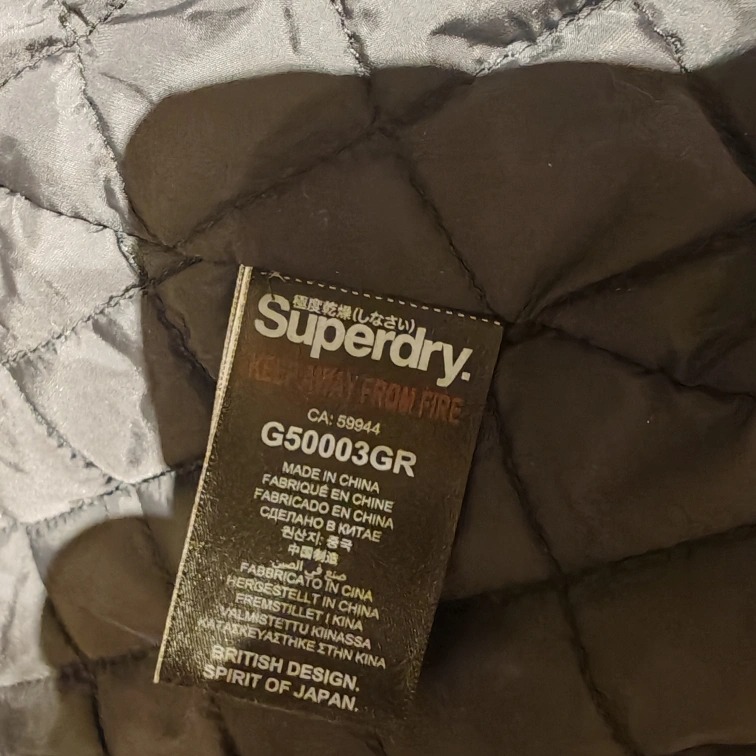 極度乾燥(しなさい)
Superdry.
KEEP AWAY FROM FIRE
CA: 59944
G50003GR
MADE IN CHINA
FABRIQUÉ EN CHINE
FABRICADO EN CHINA
СДЕЛАНО В КИТАЕ
원산지: 중국
中国制造
صنع في الصين
FABBRICATO IN CINA
HERGESTELLT IN CHINA
FREMSTILLET I KINA
VALMISTETTU KIINASSA
ΚΑΤΑΣΚΕΥΑΣΤΗΚΕ ΣΤΗΝ ΚΙΝΑ
BRITISH DESIGN.
SPIRIT OF JAPAN.